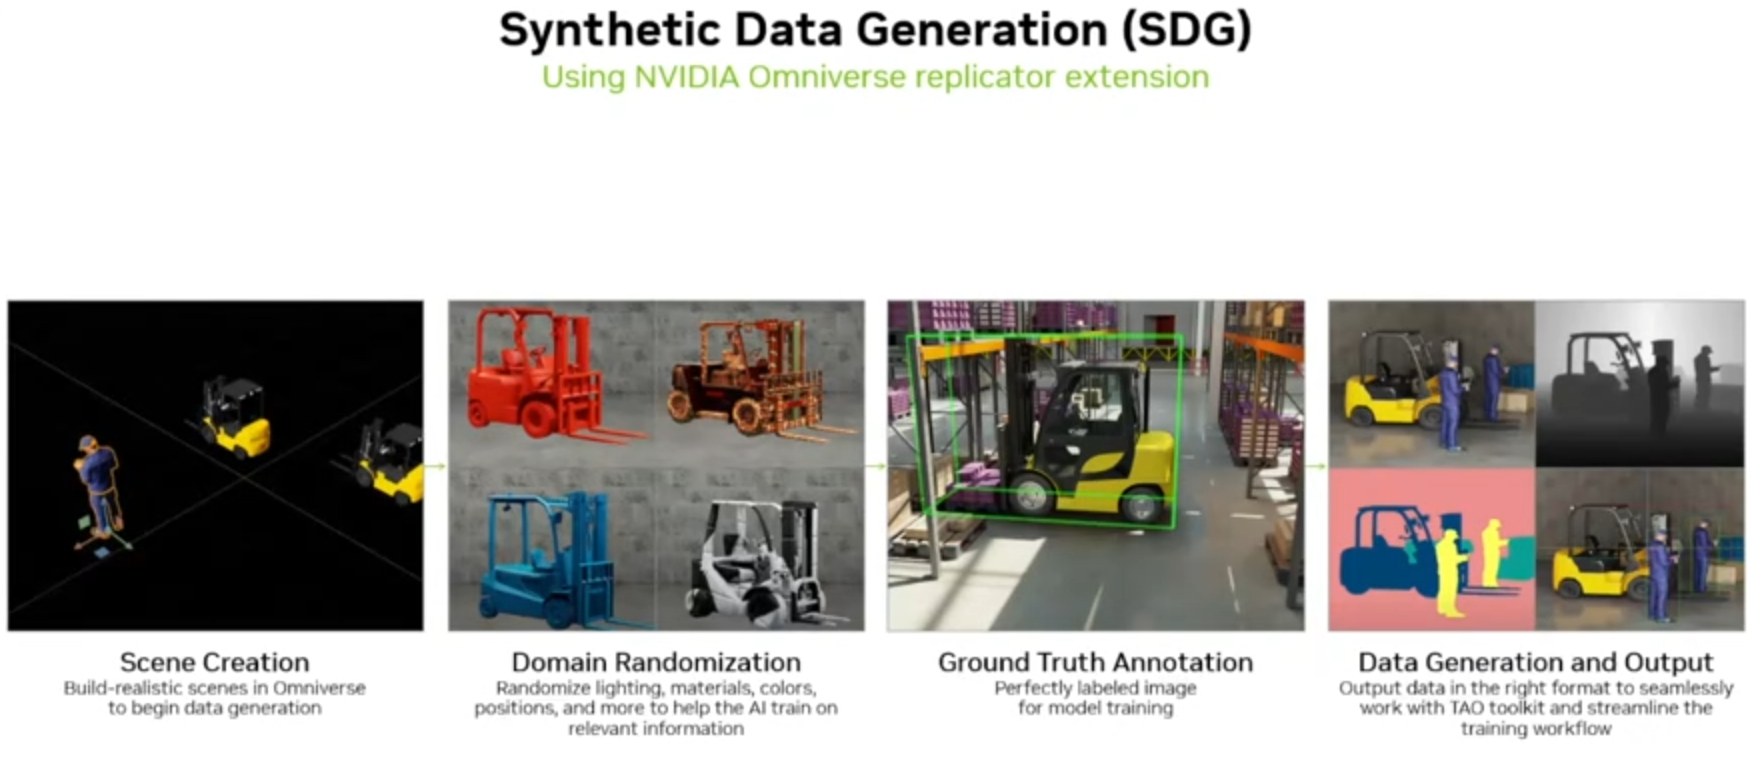 Synthetic Data Generation (SDG)
Using NVIDIA Omniverse replicator extension
Scene Creation
Build-realistic scenes in Omniverse
to begin data generation
Domain Randomization
Randomize lighting, materials, colors,
positions, and more to help the AI train on
relevant information
Ground Truth Annotation
Perfectly labeled image
for model training
Data Generation and Output
Output data in the right format to seamlessly
work with TAO toolkit and streamline the
training workflow